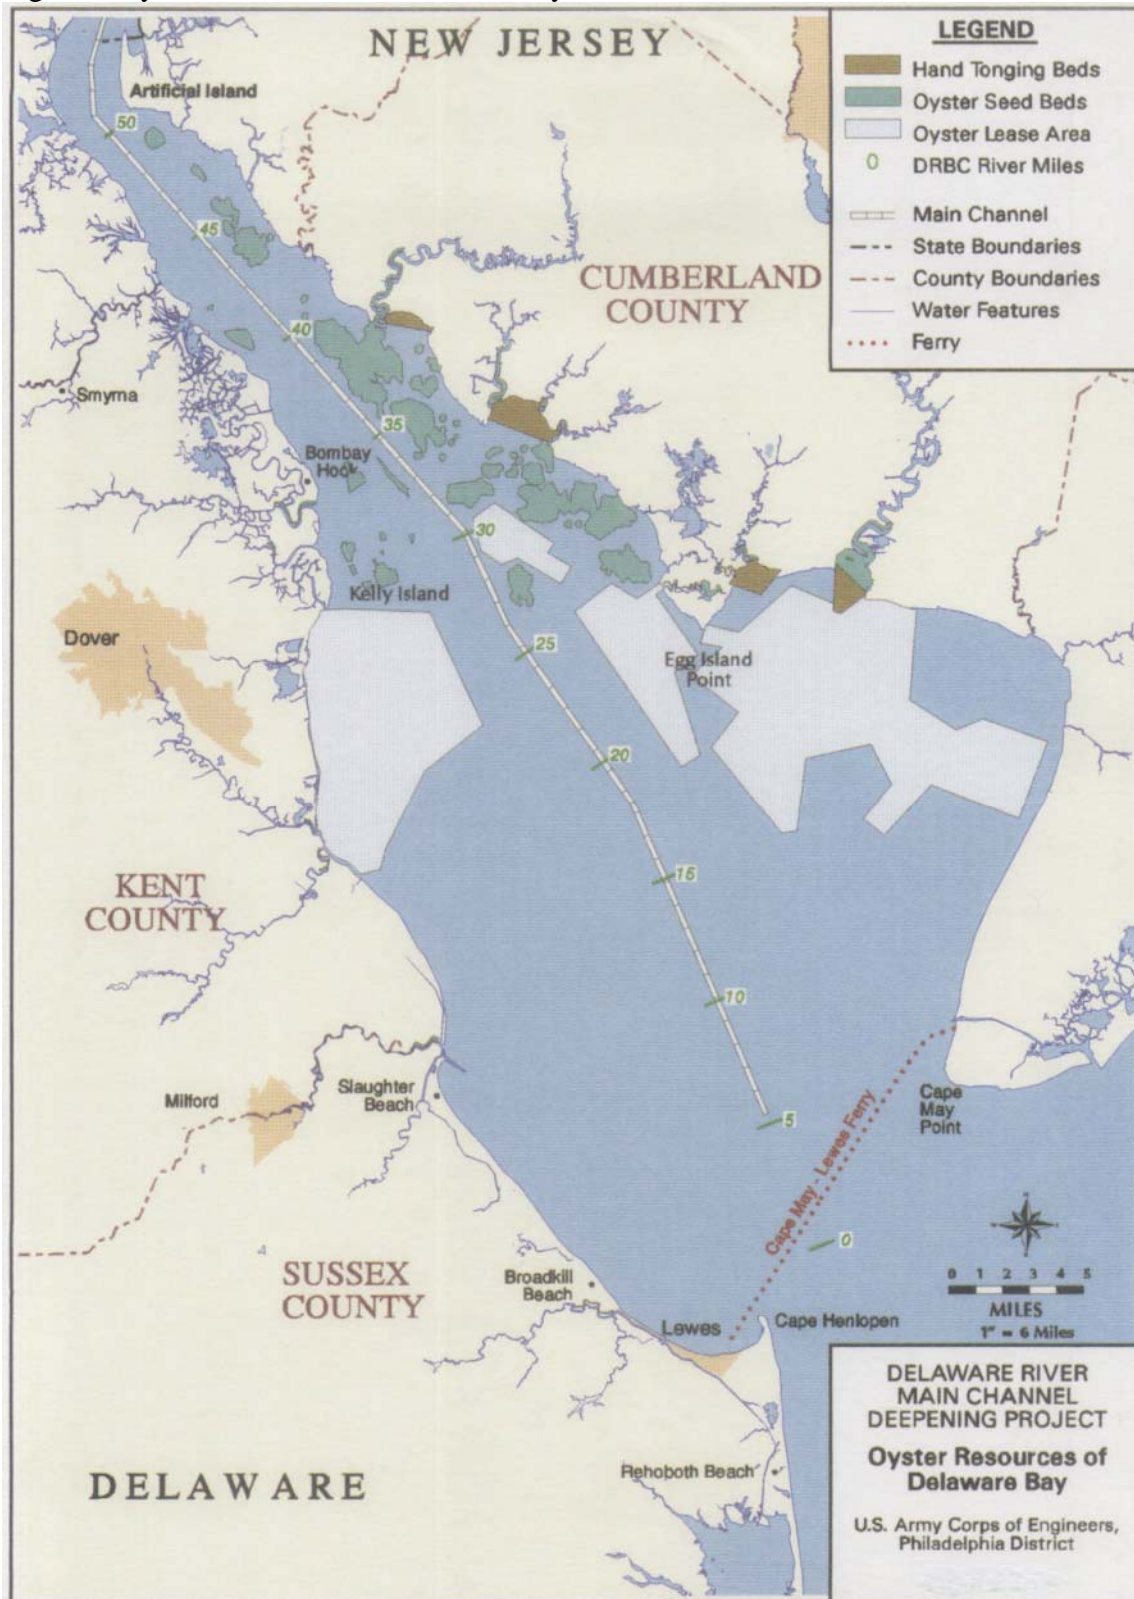 NEW JERSEY
LEGEND
Hand Tonging Beds
Oyster Seed Beds
Oyster Lease Area
0 DRBC River Miles
Main Channel
State Boundaries
County Boundaries
Water Features
Ferry
Artificial Island
50
45
CUMBERLAND
COUNTY
40
Smyrna
35
Bombay
Hook
30
Kelly Island
Dover
25
Egg Island
Point
20
15
KENT
COUNTY
10
Milford
Slaughter
Beach
Cape
May
Point
5
Cape May - Lewes Ferry
0
SUSSEX
COUNTY
Broadkill
Beach
0 1 2 3 4 5
MILES
1" = 6 Miles
Lewes
Cape Henlopen
DELAWARE RIVER
MAIN CHANNEL
DEEPENING PROJECT
Oyster Resources of
Delaware Bay
U.S. Army Corps of Engineers,
Philadelphia District
Rehoboth Beach
DELAWARE